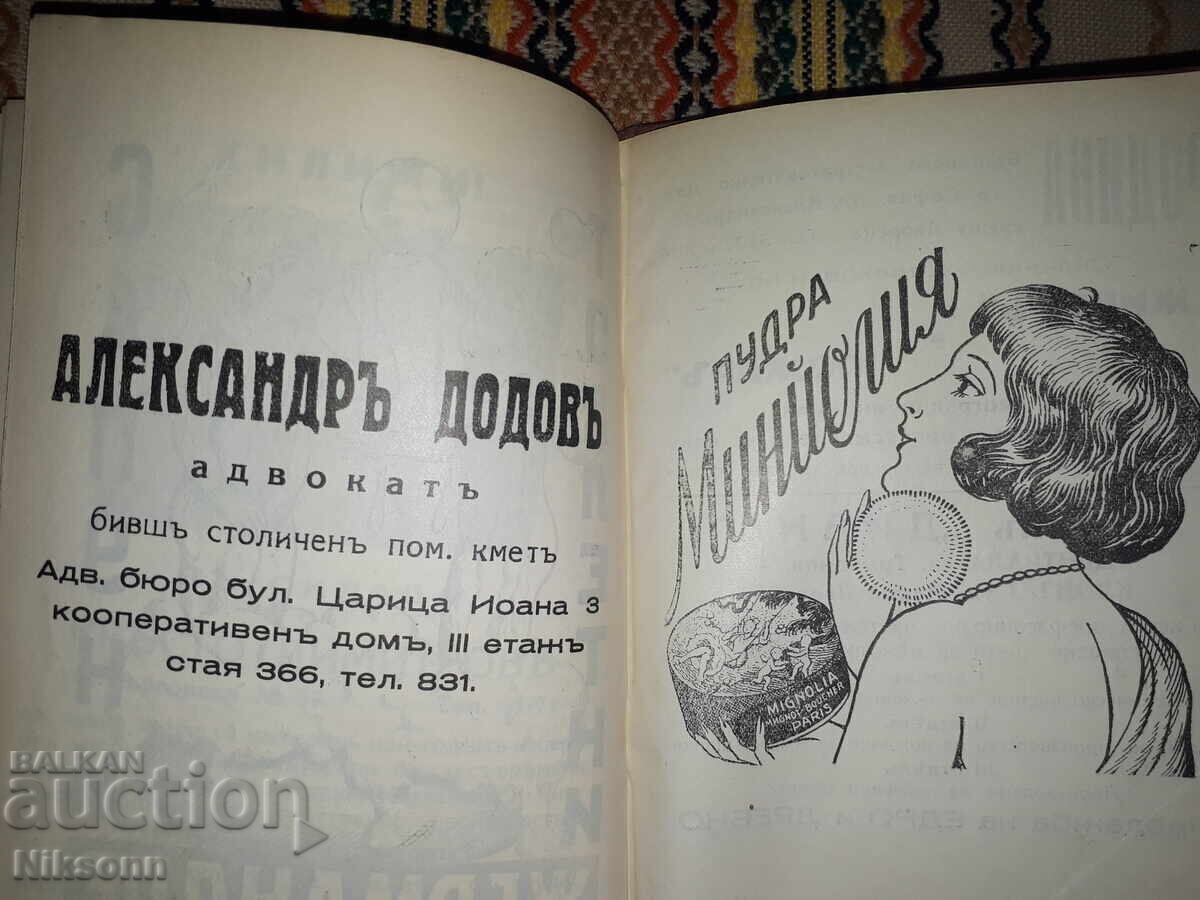 АЛЕКСАНДРЪ ДОДОВЪ
адвокатъ
бившъ столиченъ пом. кметъ
Адв. бюро бул. Царица Иоана 3
кооперативенъ домъ, III етажъ
стая 366, тел. 831.
ПУДРА
Минйолия
MIGNOLIA
PARIS
BALKAN
auction
Niksonn